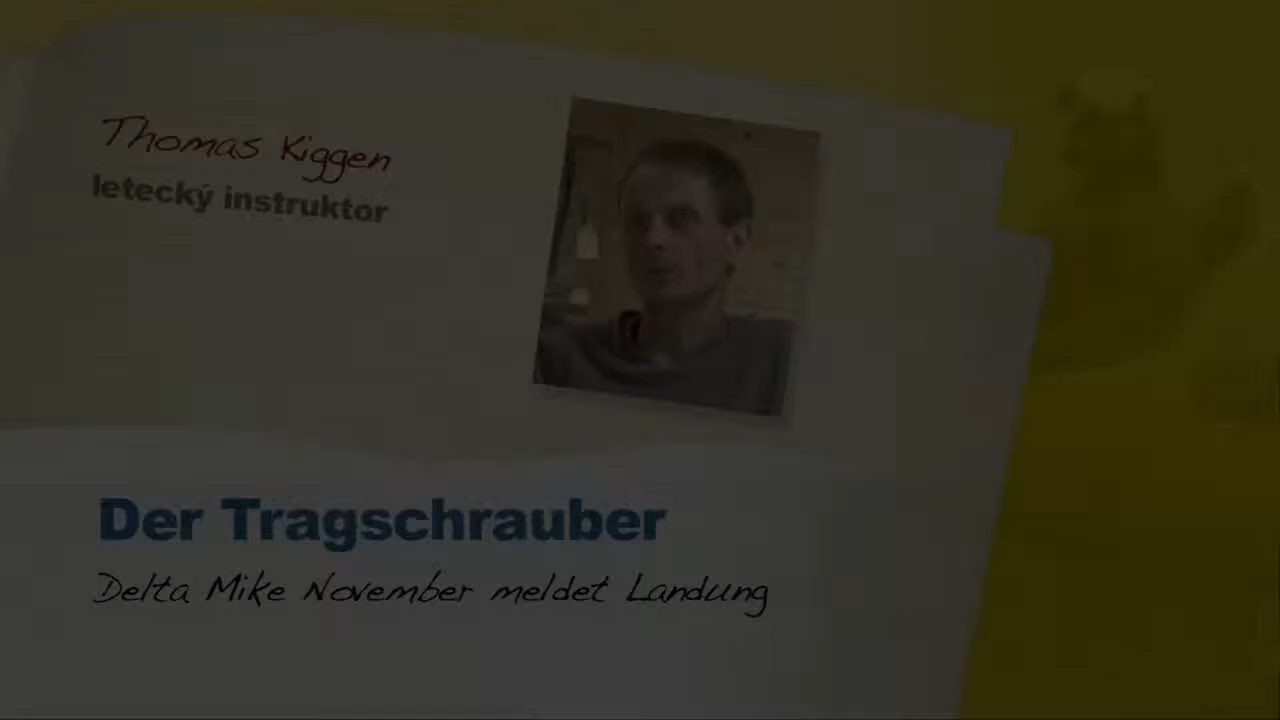 Thomas Kiggen
letecký instruktor
Der Tragschrauber
Delta Mike November meldet Landung